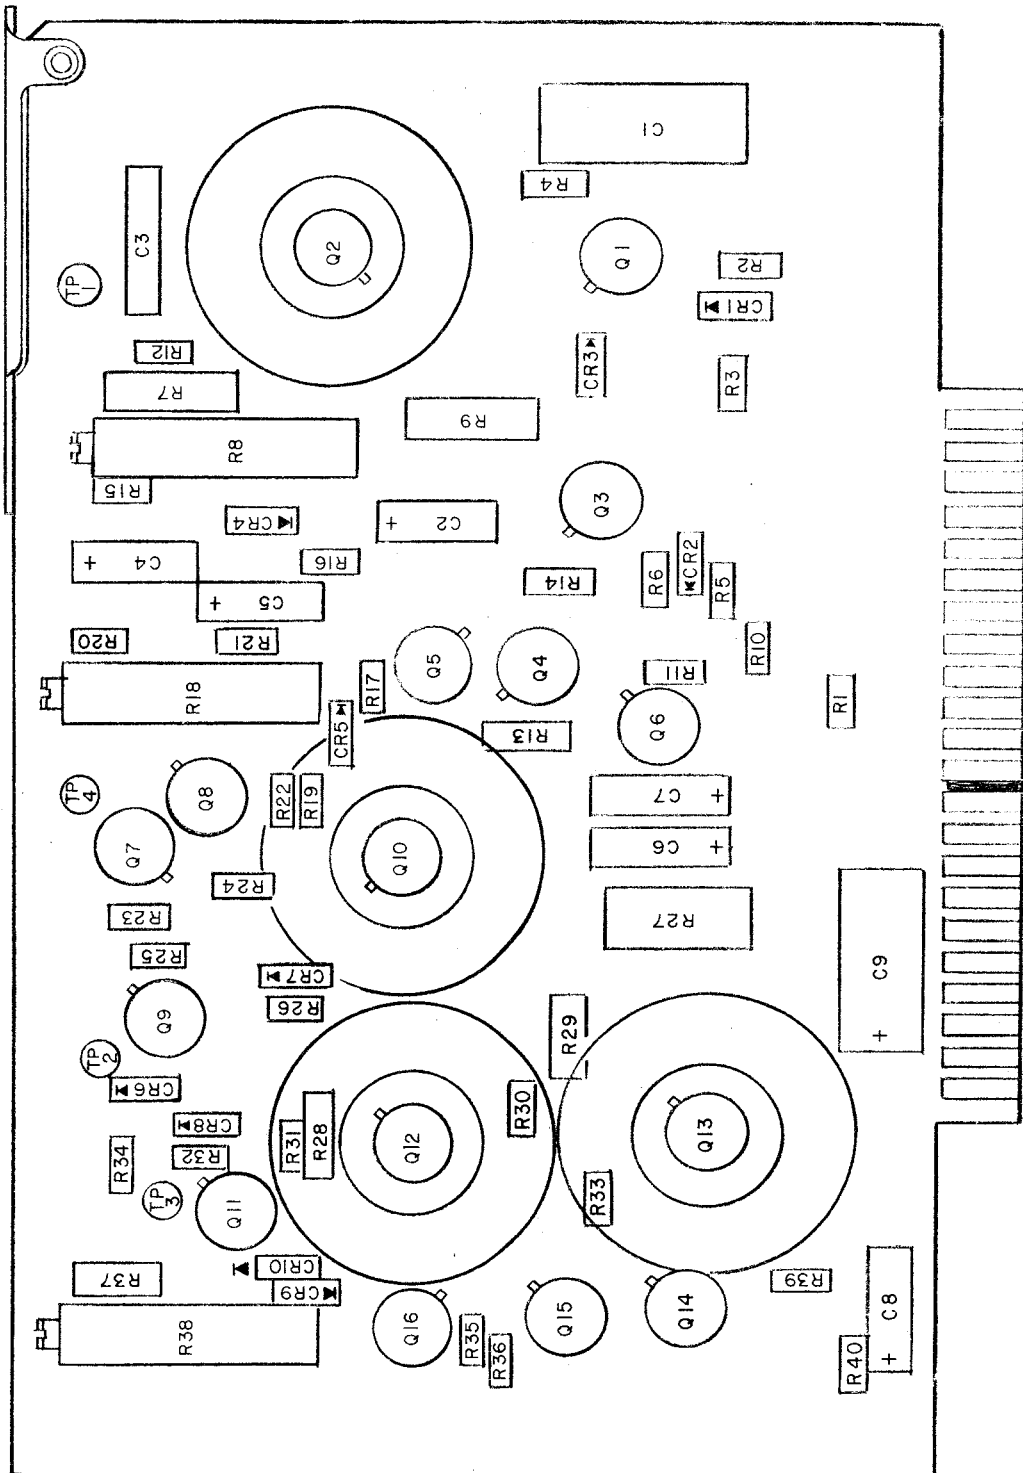 C1
R4
C3
Q2
Q1
R2
TP
1
CR1
R12
CR3
R7
R3
R9
R8
R15
Q3
CR4
C2
+
C4
+
R16
CR2
R14
R6
R5
C5
+
R20
R21
R10
Q5
Q4
R11
R17
R18
R1
CR5
R13
Q6
TP
4
Q8
R22
R19
C7
+
Q7
Q10
C6
+
R24
R23
R27
R25
CR7
C9
+
R26
Q9
R29
TP
2
CR6
R30
CR8
R31
R28
Q12
Q13
R34
R32
TP
3
R33
Q11
CR10
R37
CR9
R39
C8
+
Q16
Q15
Q14
R38
R35
R36
R40